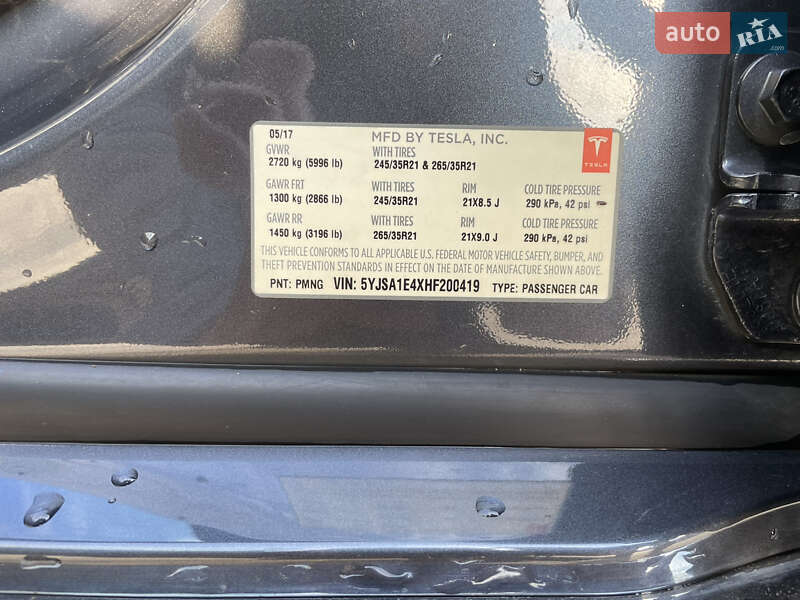 auto RIA.com
05/17 MFD BY TESLA, INC.
GVWR WITH TIRES
2720 kg (5996 lb) 245/35R21 & 265/35R21
TESLA
GAWR FRT WITH TIRES RIM COLD TIRE PRESSURE
1300 kg (2866 lb) 245/35R21 21X8.5 J 290 kPa, 42 psi
GAWR RR WITH TIRES RIM COLD TIRE PRESSURE
1450 kg (3196 lb) 265/35R21 21X9.0 J 290 kPa, 42 psi
THIS VEHICLE CONFORMS TO ALL APPLICABLE U.S. FEDERAL MOTOR VEHICLE SAFETY, BUMPER, AND
THEFT PREVENTION STANDARDS IN EFFECT ON THE DATE OF MANUFACTURE SHOWN ABOVE.
PNT: PMNG VIN: 5YJSA1E4XHF200419 TYPE: PASSENGER CAR